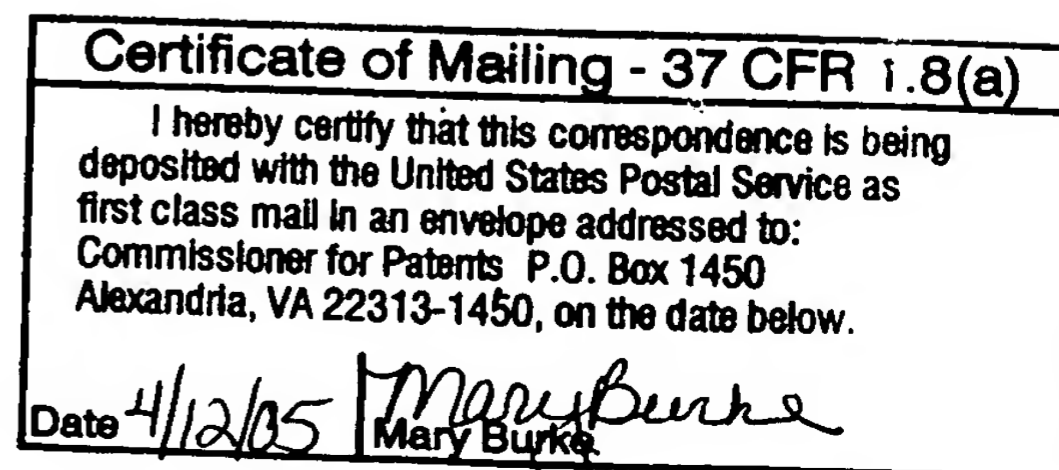 Certificate of Mailing - 37 CFR 1.8(a)
I hereby certify that this correspondence is being
deposited with the United States Postal Service as
first class mail in an envelope addressed to:
Commissioner for Patents P.O. Box 1450
Alexandria, VA 22313-1450, on the date below.
Date 4/12/05 Mary Burke
Mary Burke